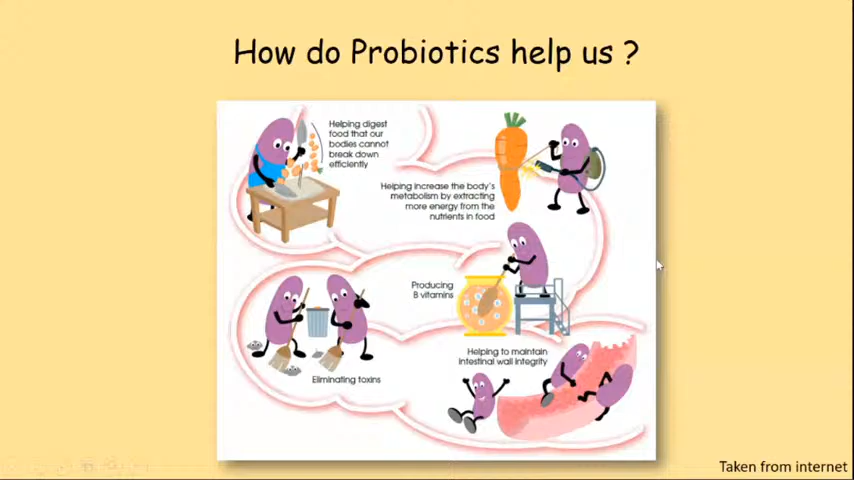 How do Probiotics help us ?
Helping digest
food that our
bodies cannot
break down
efficiently
Helping increase the body's
metabolism by extracting
more energy from the
nutrients in food
Producing
B vitamins
Helping to maintain
intestinal wall integrity
Eliminating toxins
Taken from internet